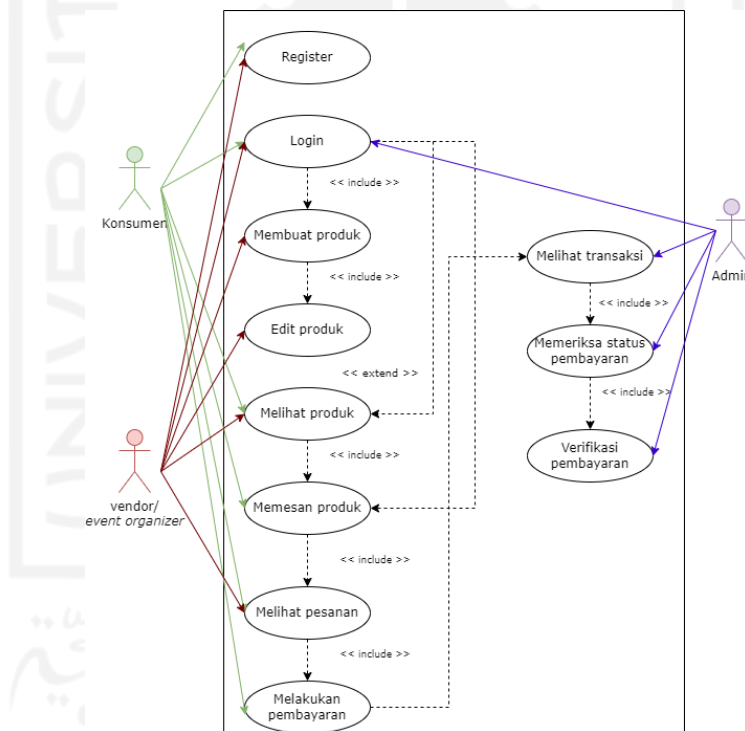 Register
Login
<< include >>
Konsumen
Membuat produk
Melihat transaksi
Admin
<< include >>
<< include >>
Edit produk
Memeriksa status
pembayaran
<< extend >>
<< include >>
Melihat produk
Verifikasi
pembayaran
<< include >>
vendor/
event organizer
Memesan produk
<< include >>
Melihat pesanan
<< include >>
Melakukan
pembayaran